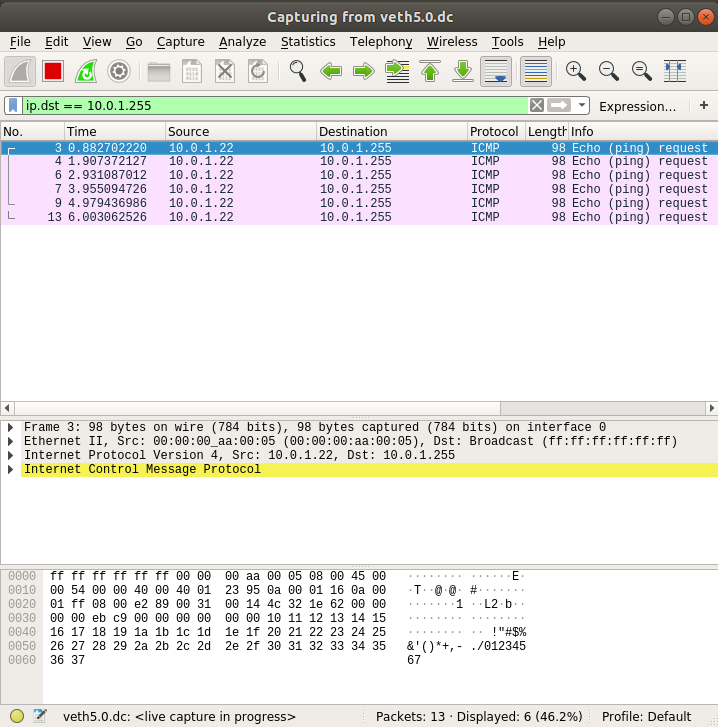 Capturing from veth5.0.dc
File Edit View Go Capture Analyze Statistics Telephony Wireless Tools Help
ip.dst == 10.0.1.255 Expression… +
No. Time Source Destination Protocol Length Info
3 0.882702220 10.0.1.22 10.0.1.255 ICMP 98 Echo (ping) request
4 1.907372127 10.0.1.22 10.0.1.255 ICMP 98 Echo (ping) request
6 2.931087012 10.0.1.22 10.0.1.255 ICMP 98 Echo (ping) request
7 3.955094726 10.0.1.22 10.0.1.255 ICMP 98 Echo (ping) request
9 4.979436986 10.0.1.22 10.0.1.255 ICMP 98 Echo (ping) request
13 6.003062526 10.0.1.22 10.0.1.255 ICMP 98 Echo (ping) request
Frame 3: 98 bytes on wire (784 bits), 98 bytes captured (784 bits) on interface 0
Ethernet II, Src: 00:00:00_aa:00:05 (00:00:00:aa:00:05), Dst: Broadcast (ff:ff:ff:ff:ff:ff)
Internet Protocol Version 4, Src: 10.0.1.22, Dst: 10.0.1.255
Internet Control Message Protocol
0000 ff ff ff ff ff ff 00 00 00 aa 00 05 08 00 45 00 ········ ······E·
0010 00 54 00 00 40 00 40 01 23 95 0a 00 01 16 0a 00 ·T··@·@· #·······
0020 01 ff 08 00 e2 89 00 31 00 14 4c 32 1e 62 00 00 ·······1 ··L2·b··
0030 00 00 eb c9 00 00 00 00 00 00 10 11 12 13 14 15 ········ ········
0040 16 17 18 19 1a 1b 1c 1d 1e 1f 20 21 22 23 24 25 ········ ·· !"#$%
0050 26 27 28 29 2a 2b 2c 2d 2e 2f 30 31 32 33 34 35 &'()*+,- ./012345
0060 36 37 67
veth5.0.dc: <live capture in progress> Packets: 13 · Displayed: 6 (46.2%) Profile: Default